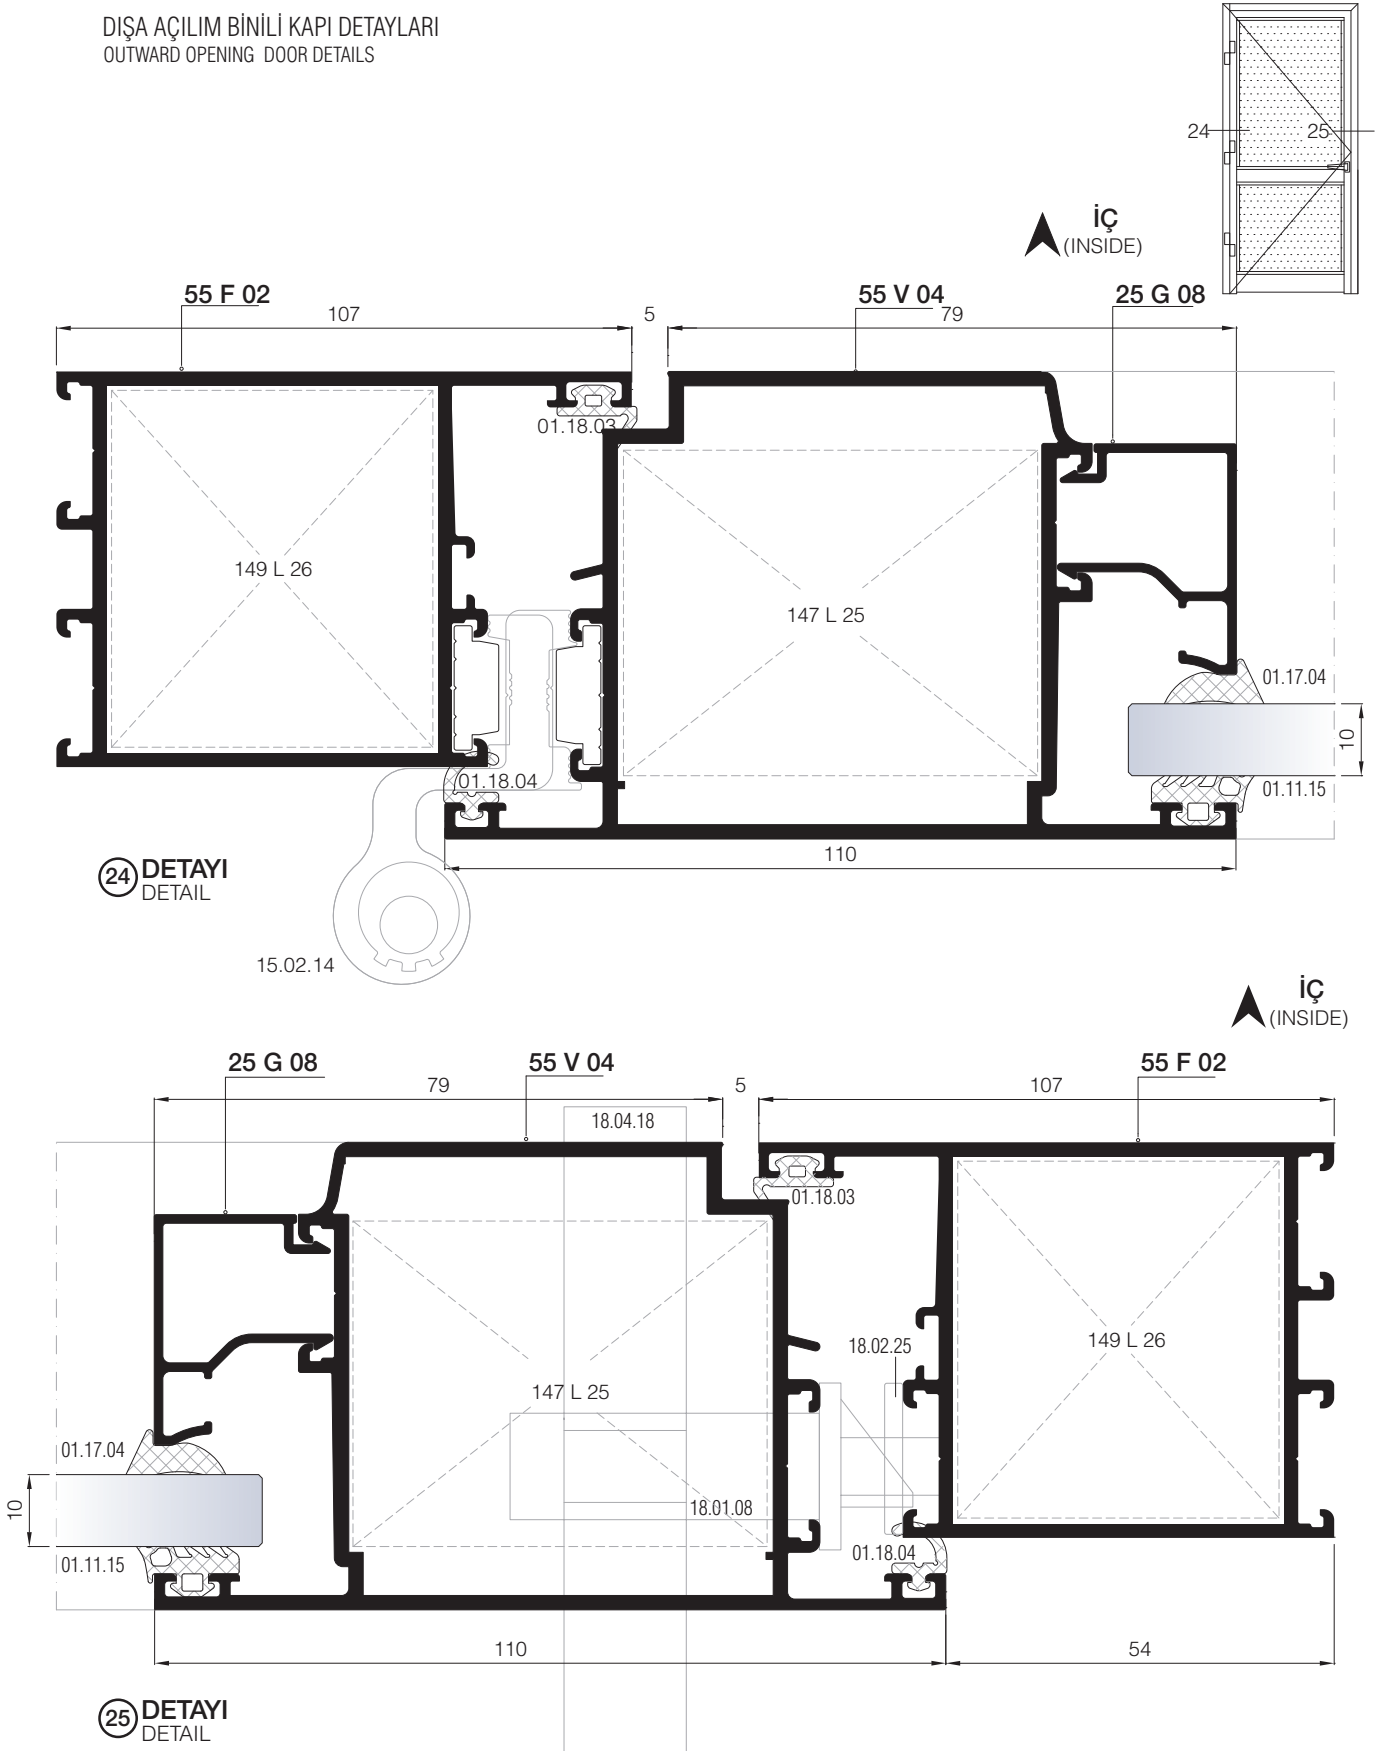 DIŞA AÇILIM BİNİLİ KAPI DETAYLARI
OUTWARD OPENING DOOR DETAILS
24 25
İÇ
(INSIDE)
55 F 02 55 V 04 25 G 08
107 5 79
01.18.03
149 L 26
147 L 25
01.17.04
10
01.18.04
01.11.15
110
24 DETAYI
DETAIL
15.02.14
İÇ
(INSIDE)
25 G 08 55 V 04 55 F 02
79 5 107
18.04.18
01.18.03
149 L 26
18.02.25
147 L 25
01.17.04
10
18.01.08
01.18.04
01.11.15
110 54
25 DETAYI
DETAIL